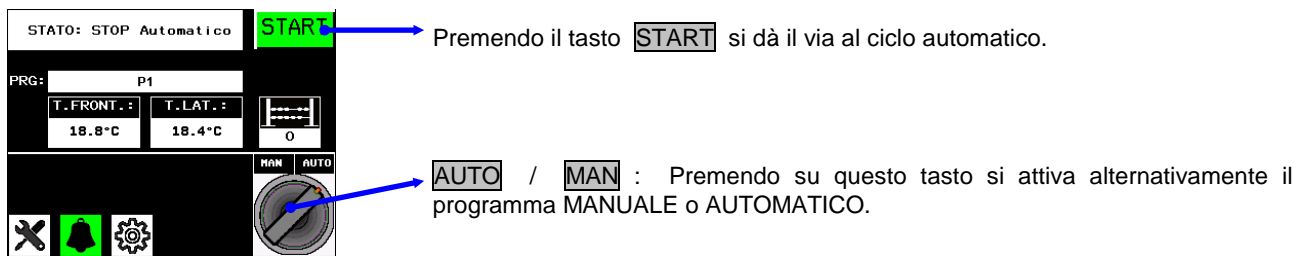 STATO: STOP Automatico
START
Premendo il tasto START si dà il via al ciclo automatico.
PRG:
P1
T.FRONT.:
T.LAT.:
18.8°C
18.4°C
0
MAN
AUTO
AUTO / MAN : Premendo su questo tasto si attiva alternativamente il
programma MANUALE o AUTOMATICO.